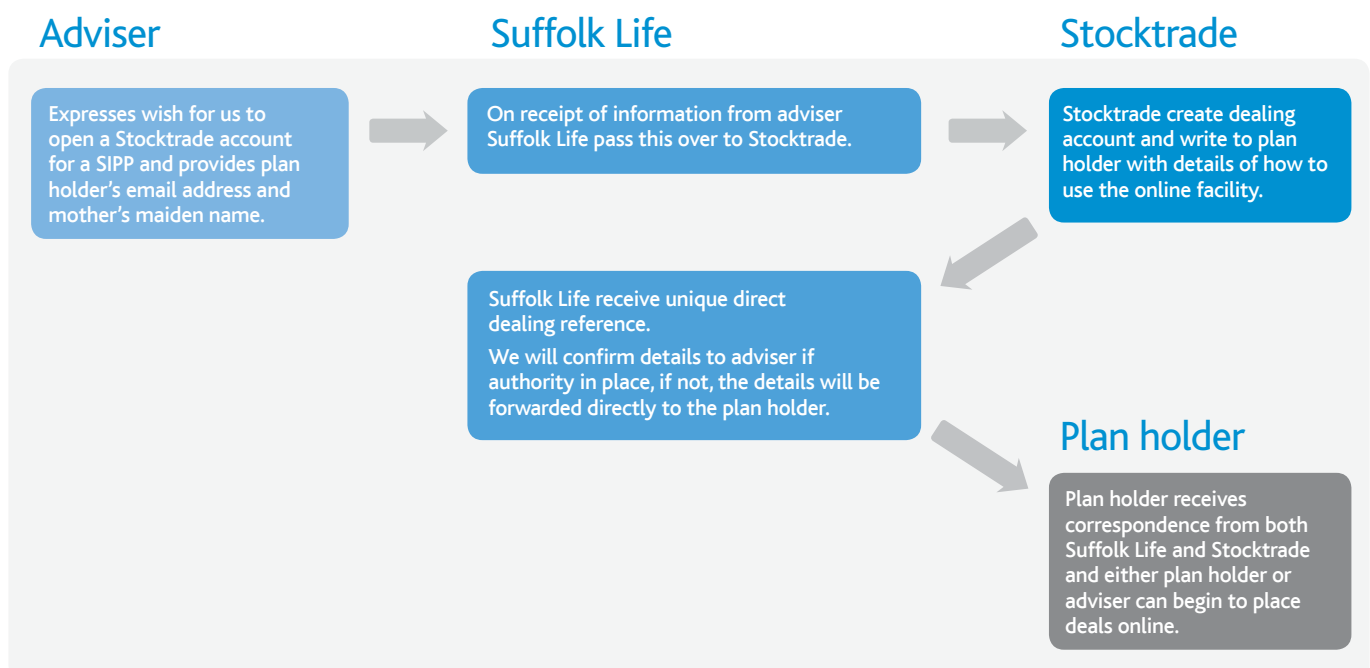 Adviser
Suffolk Life
Stocktrade
Expresses wish for us to
open a Stocktrade account
for a SIPP and provides plan
holder's email address and
mother's maiden name.
On receipt of information from adviser
Suffolk Life pass this over to Stocktrade.
Stocktrade create dealing
account and write to plan
holder with details of how to
use the online facility.
Suffolk Life receive unique direct
dealing reference.
We will confirm details to adviser if
authority in place, if not, the details will be
forwarded directly to the plan holder.
Plan holder
Plan holder receives
correspondence from both
Suffolk Life and Stocktrade
and either plan holder or
adviser can begin to place
deals online.